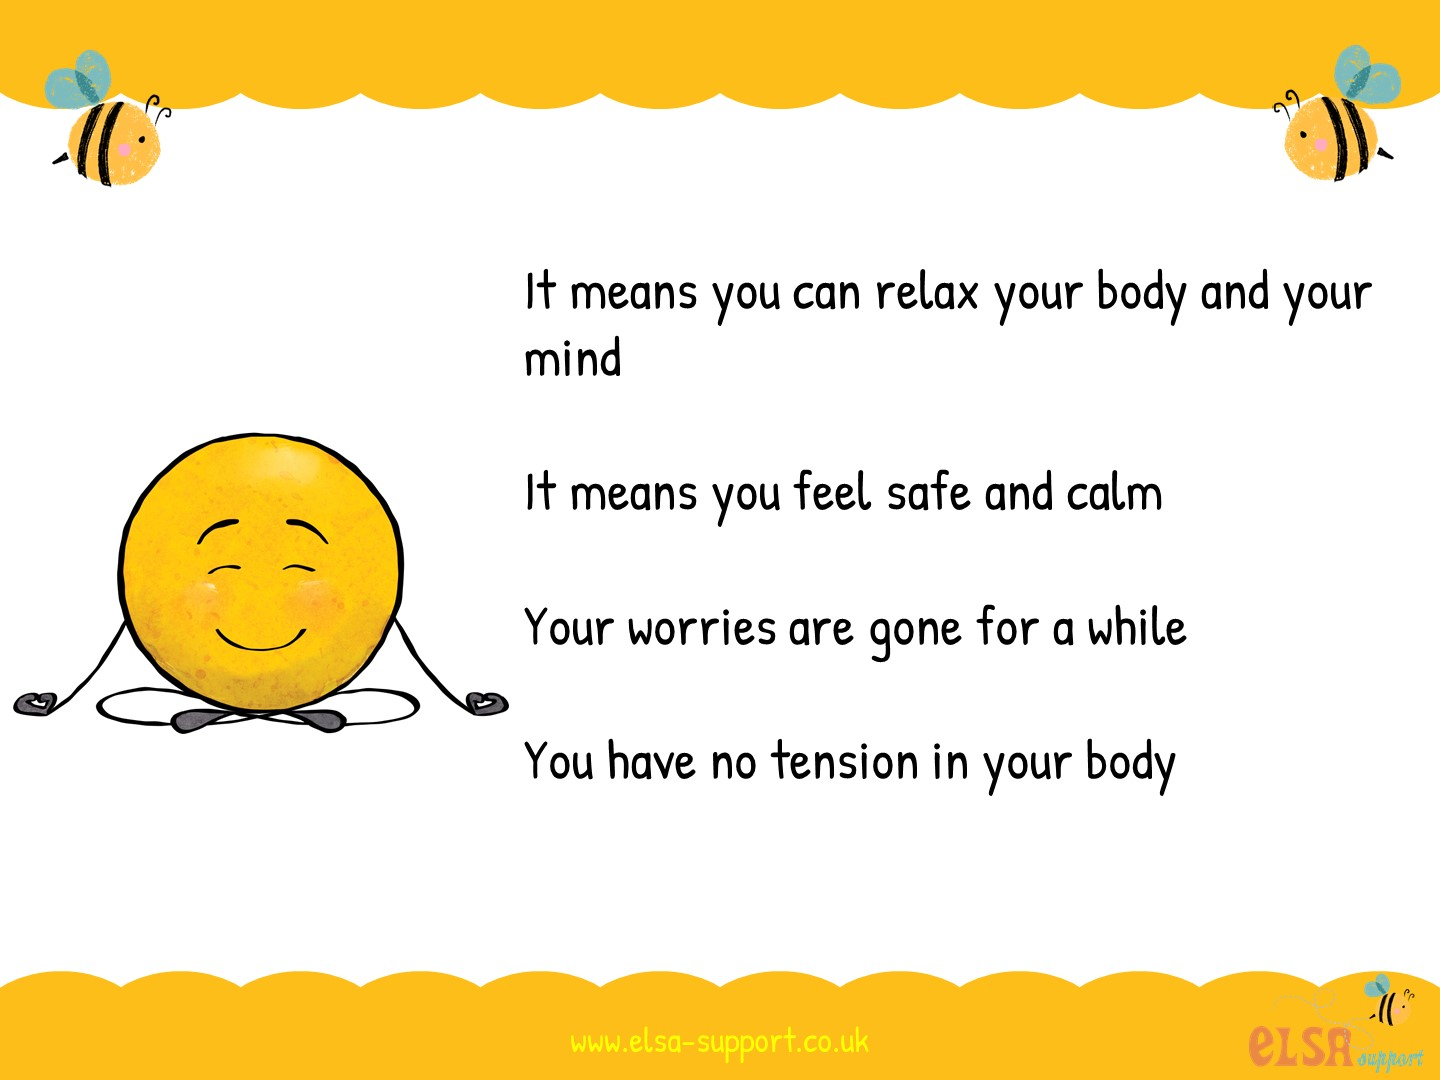 It means you can relax your body and your
mind
It means you feel safe and calm
Your worries are gone for a while
You have no tension in your body
www.elsa-support.co.uk
ELSA
support